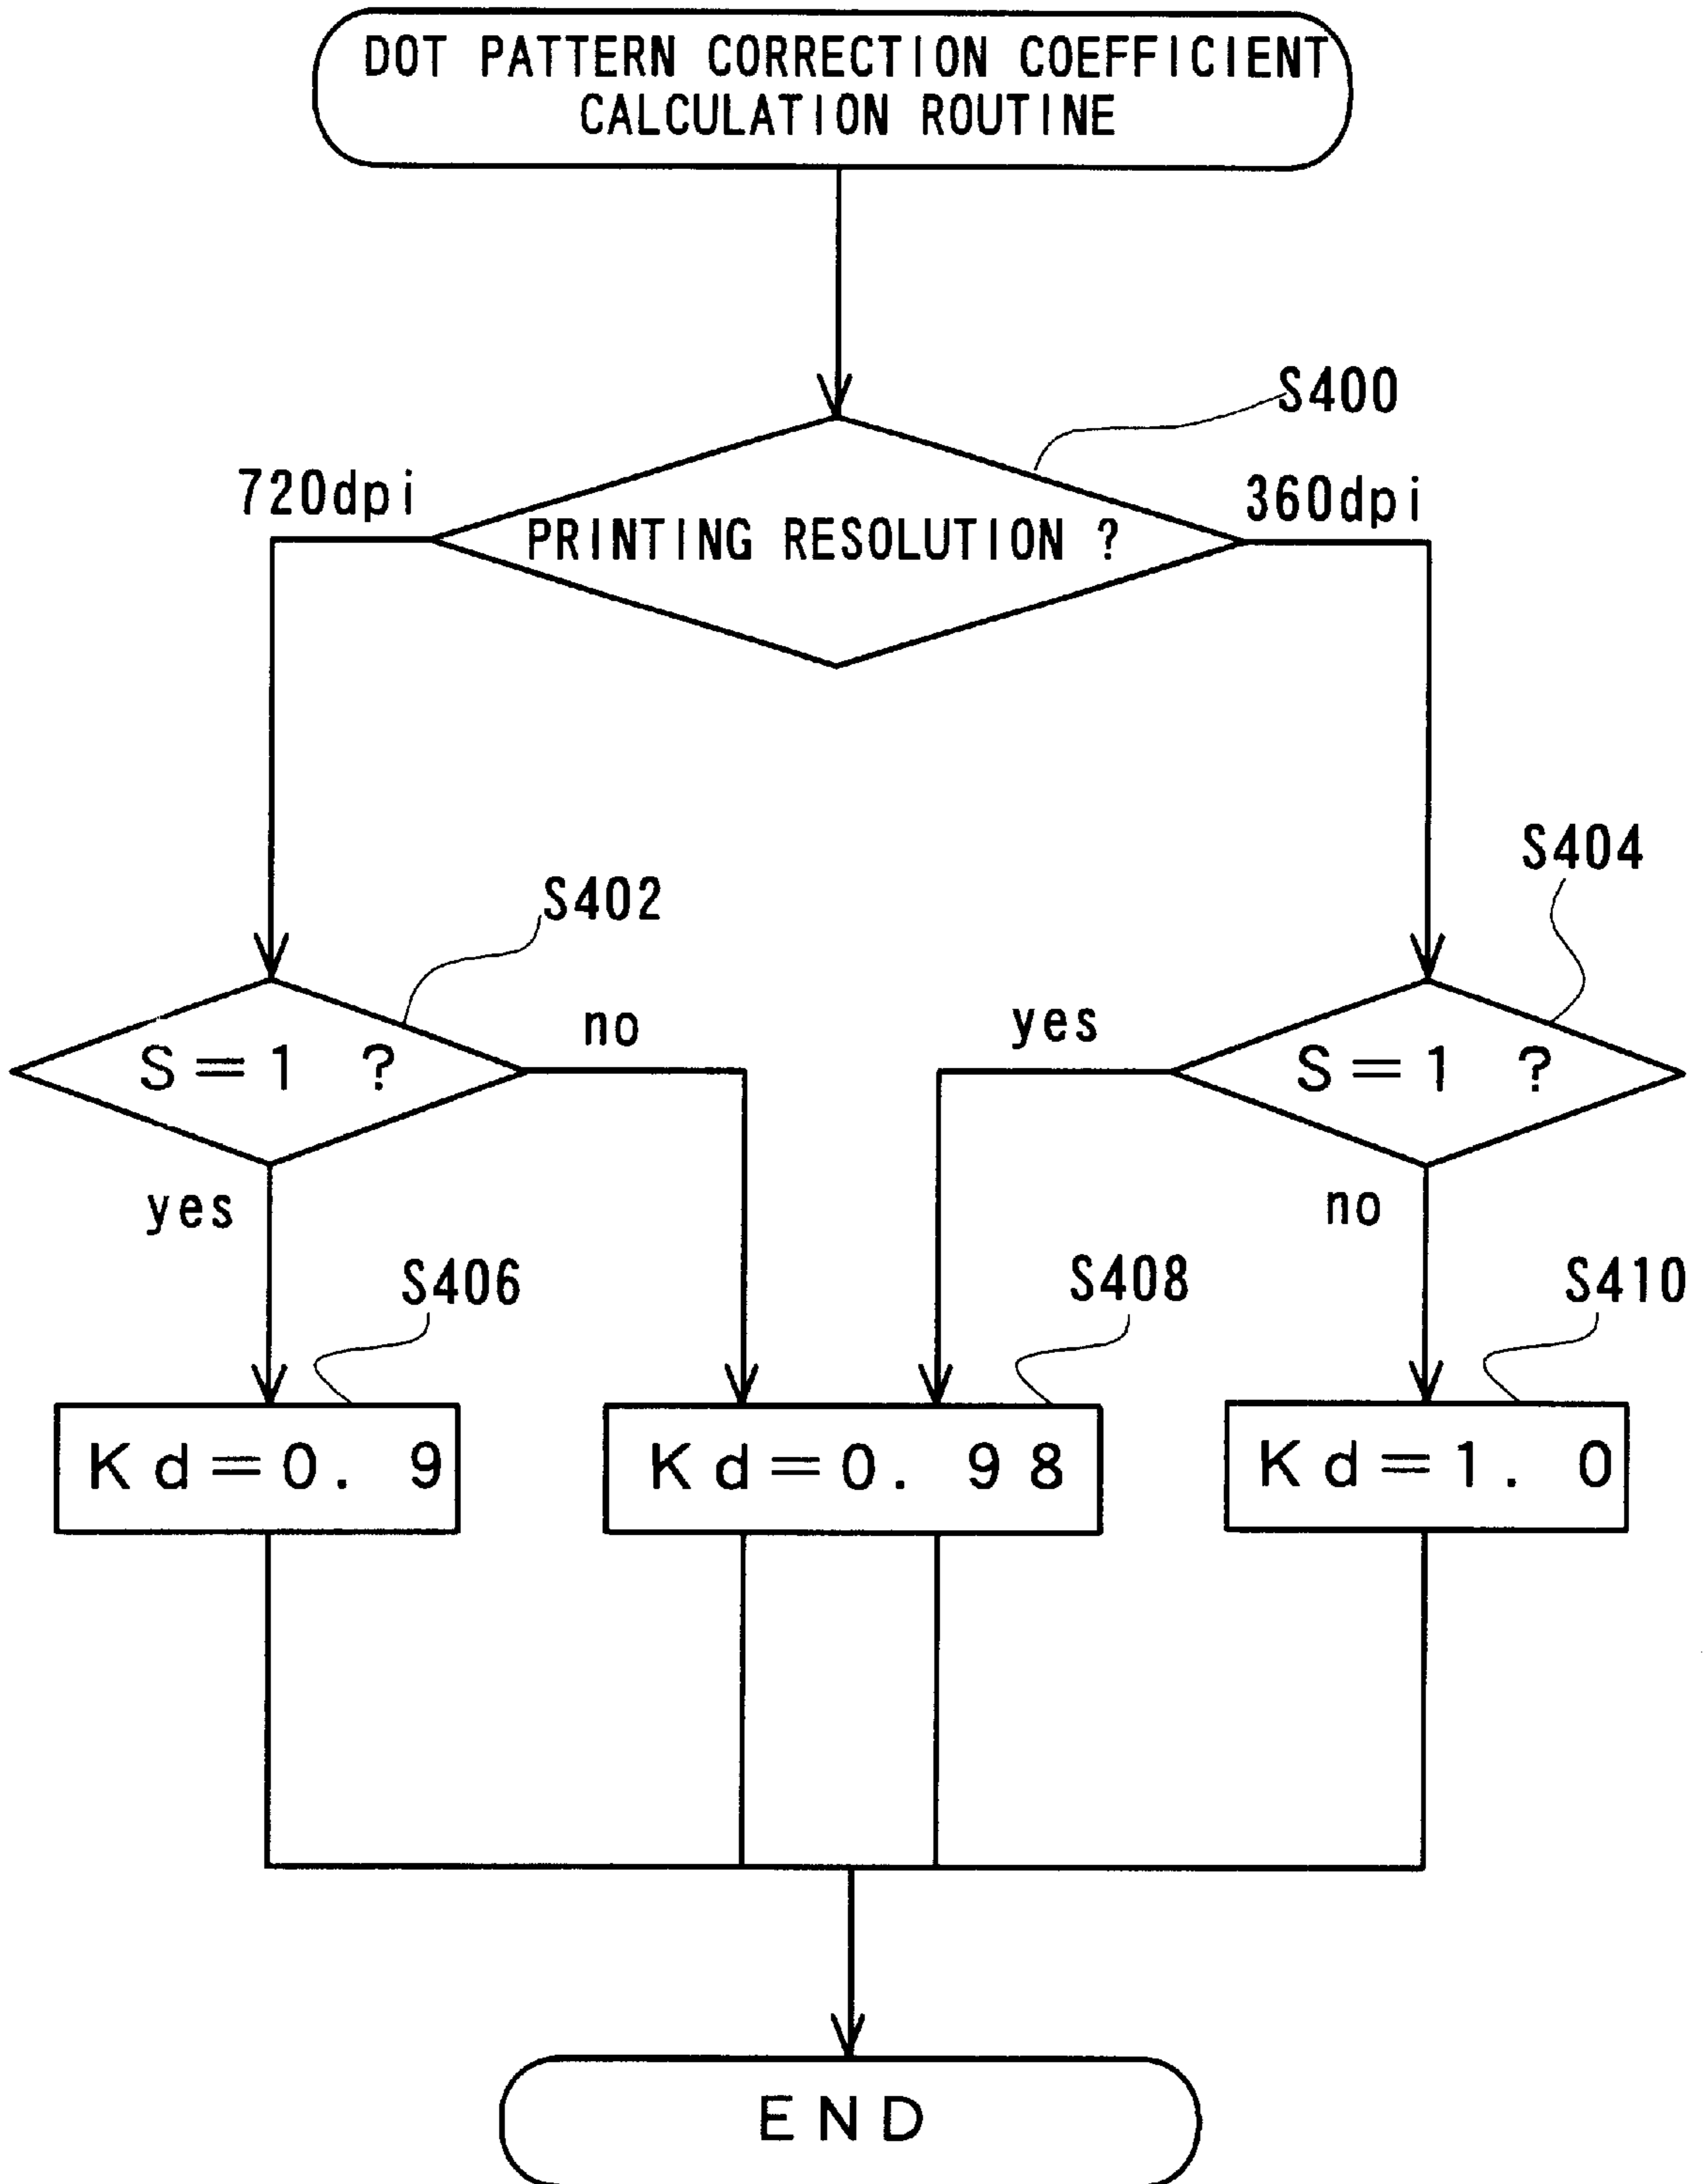 DOT PATTERN CORRECTION COEFFICIENT
CALCULATION ROUTINE
S400
720dpi
360dpi
PRINTING RESOLUTION ?
S404
S402
no
yes
S=1 ?
S=1 ?
yes
no
S406
S408
S410
Kd=0. 9
Kd=0. 98
Kd=1. 0
END